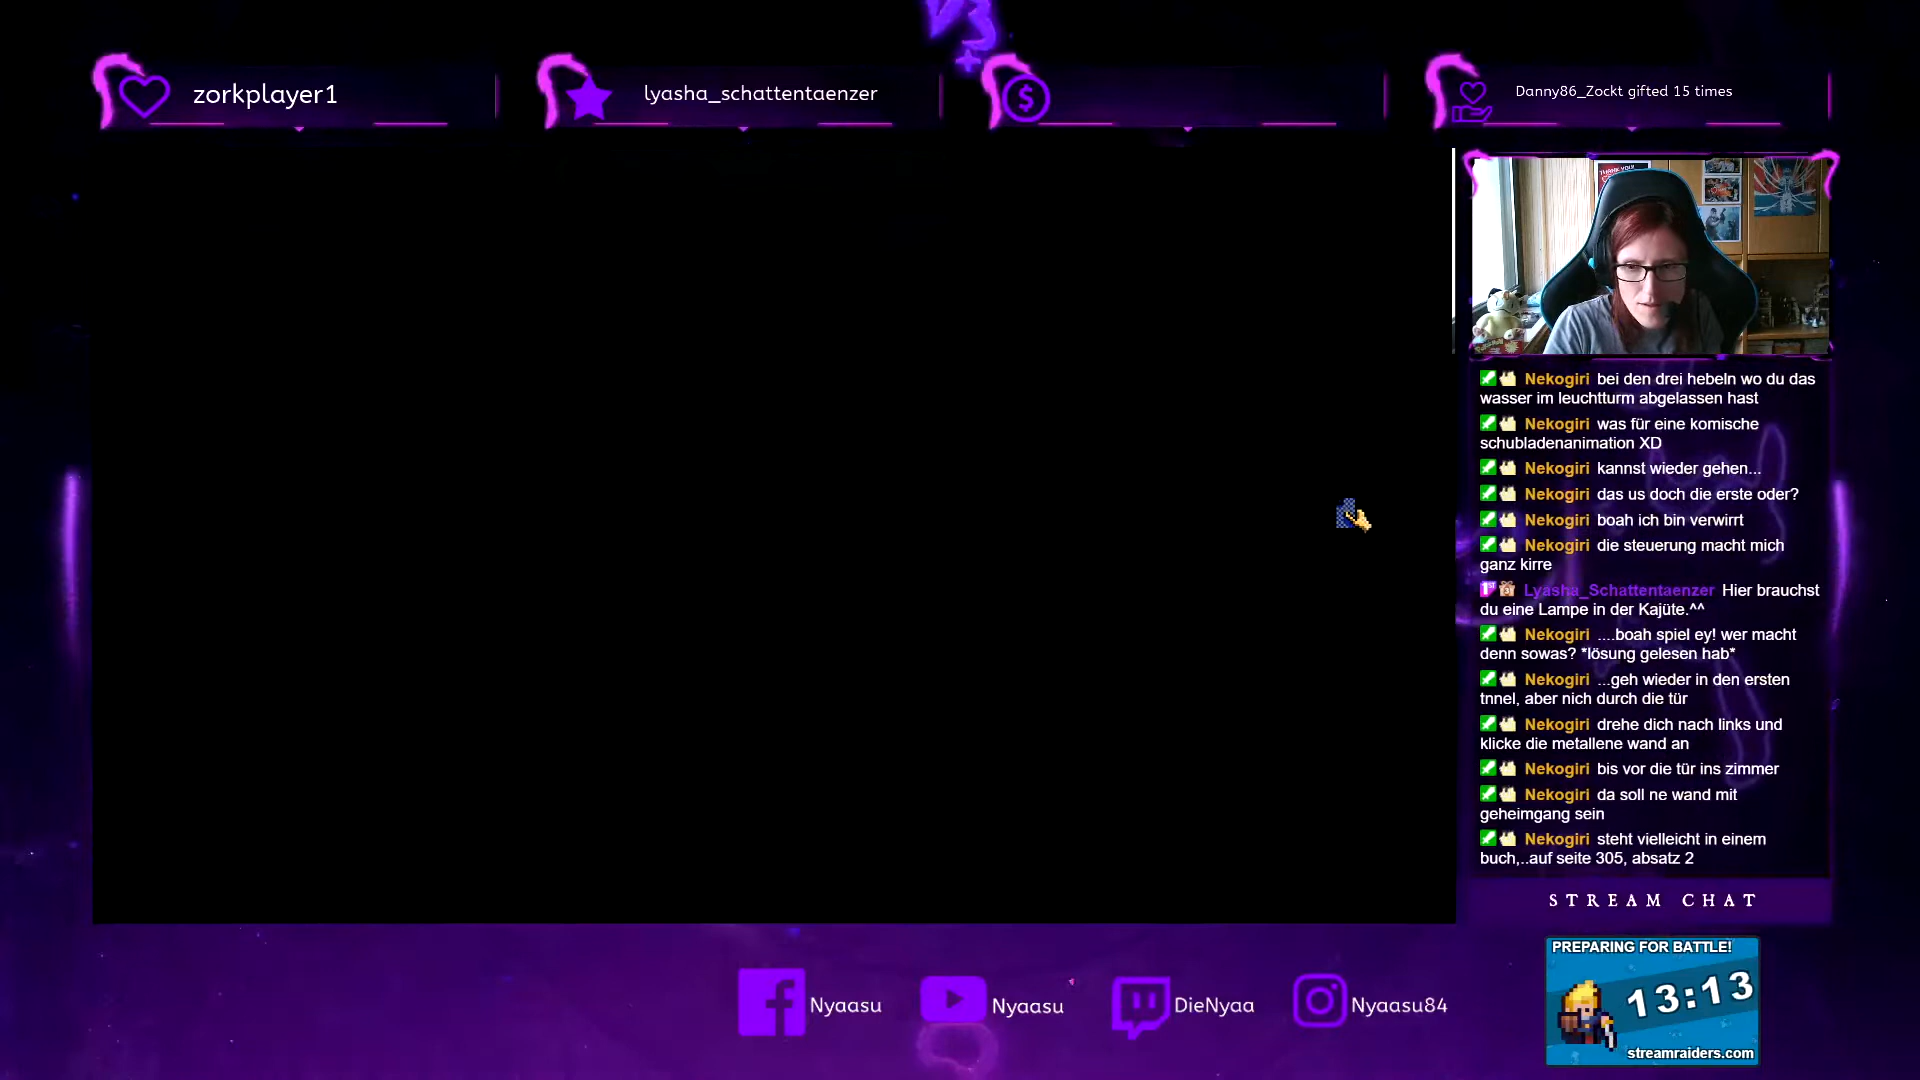 zorkplayer1
lyasha_schattentaenzer
Danny86_Zockt gifted 15 times
THANK YOU!
Nekogiri bei den drei hebeln wo du das
wasser im leuchtturm abgelassen hast
Nekogiri was für eine komische
schubladenanimation XD
Nekogiri kannst wieder gehen...
Nekogiri das us doch die erste oder?
Nekogiri boah ich bin verwirrt
Nekogiri die steuerung macht mich
ganz kirre
Lyasha_Schattentaenzer Hier brauchst
du eine Lampe in der Kajüte.^^
Nekogiri ....boah spiel ey! wer macht
denn sowas? *lösung gelesen hab*
Nekogiri ...geh wieder in den ersten
tnnel, aber nich durch die tür
Nekogiri drehe dich nach links und
klicke die metallene wand an
Nekogiri bis vor die tür ins zimmer
Nekogiri da soll ne wand mit
geheimgang sein
Nekogiri steht vielleicht in einem
buch,..auf seite 305, absatz 2
STREAM CHAT
PREPARING FOR BATTLE!
13:13
streamraiders.com
Nyaasu
Nyaasu
DieNyaa
Nyaasu84